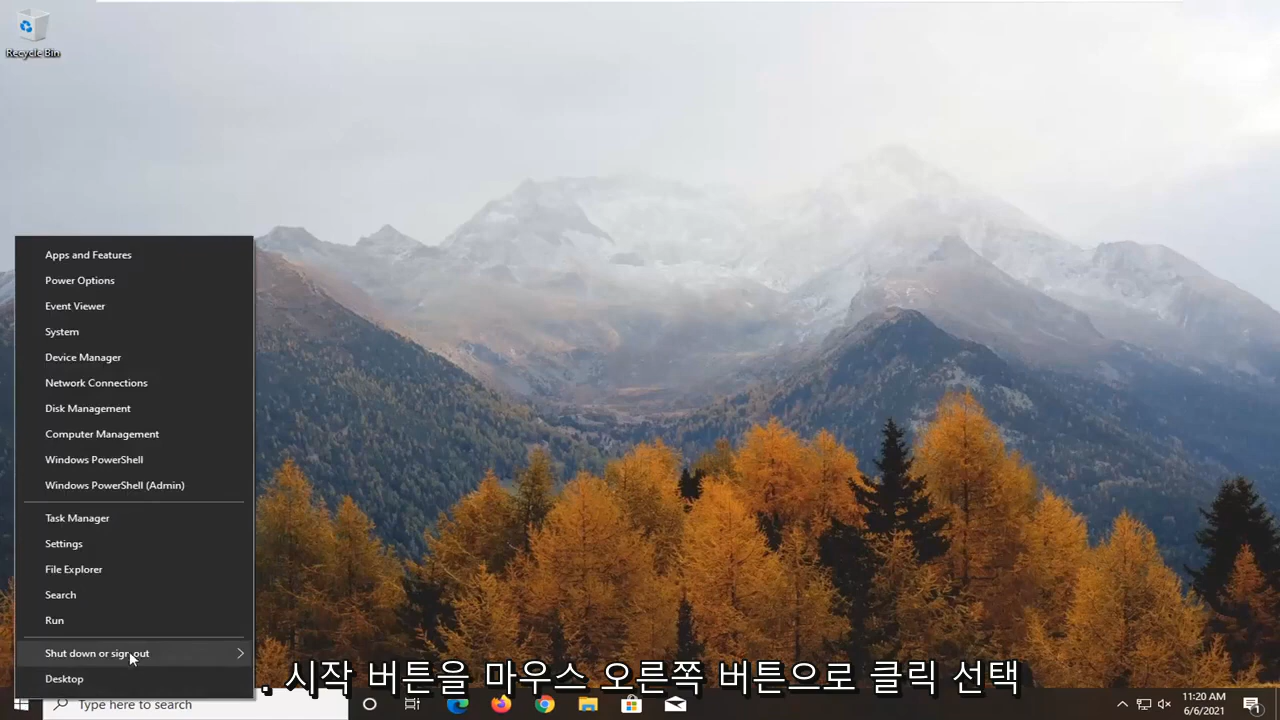 Recycle Bin
Apps and Features
Power Options
Event Viewer
System
Device Manager
Network Connections
Disk Management
Computer Management
Windows PowerShell
Windows PowerShell (Admin)
Task Manager
Settings
File Explorer
Search
Run
Shut down or sign out
Desktop
. 시작 버튼을 마우스 오른쪽 버튼으로 클릭 선택
Type here to search
11:20 AM
6/6/2021
1